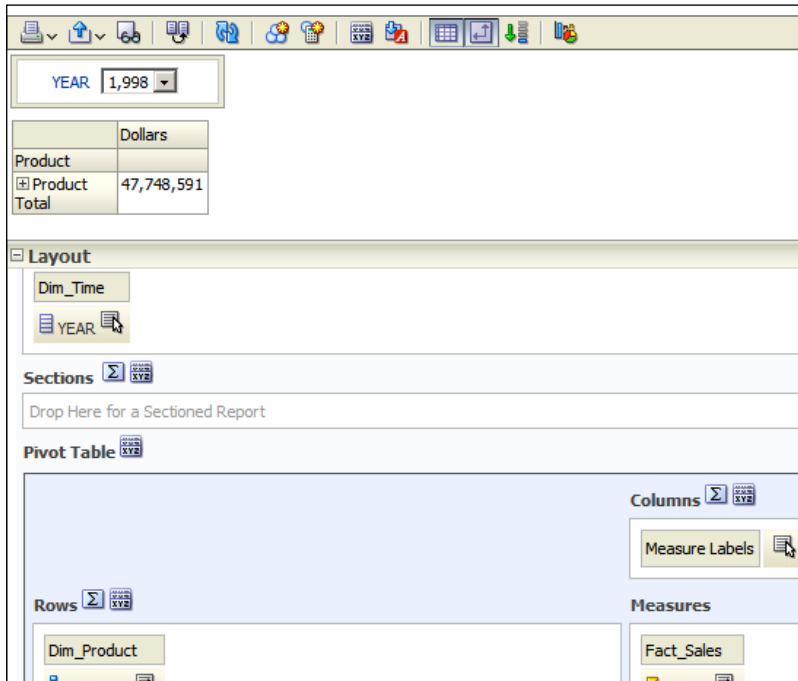 YEAR 1,998
Dollars
Product
Product 47,748,591
Total
Layout
Dim_Time
YEAR
Sections
Drop Here for a Sectioned Report
Pivot Table
Columns
Measure Labels
Rows
Measures
Dim_Product
Fact_Sales